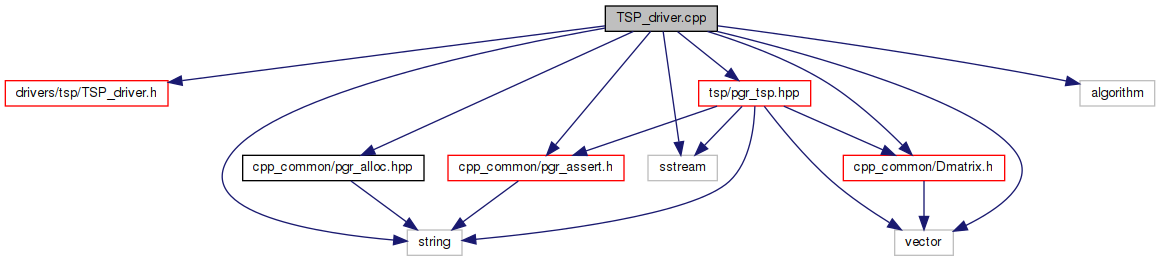 TSP_driver.cpp
drivers/tsp/TSP_driver.h
tsp/pgr_tsp.hpp
algorithm
cpp_common/pgr_alloc.hpp
cpp_common/pgr_assert.h
sstream
cpp_common/Dmatrix.h
string
vector